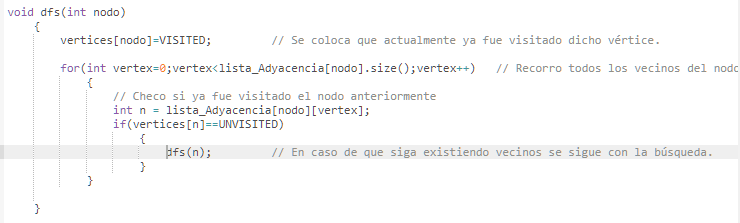 void dfs(int nodo)
{
vertices[nodo]=VISITED; // Se coloca que actualmente ya fue visitado dicho vértice.
for(int vertex=0;vertex<lista_Adyacencia[nodo].size();vertex++) // Recorro todos los vecinos del nodo
{
// Checo si ya fue visitado el nodo anteriormente
int n = lista_Adyacencia[nodo][vertex];
if(vertices[n]==UNVISITED)
{
dfs(n); // En caso de que siga existiendo vecinos se sigue con la búsqueda.
}
}
}